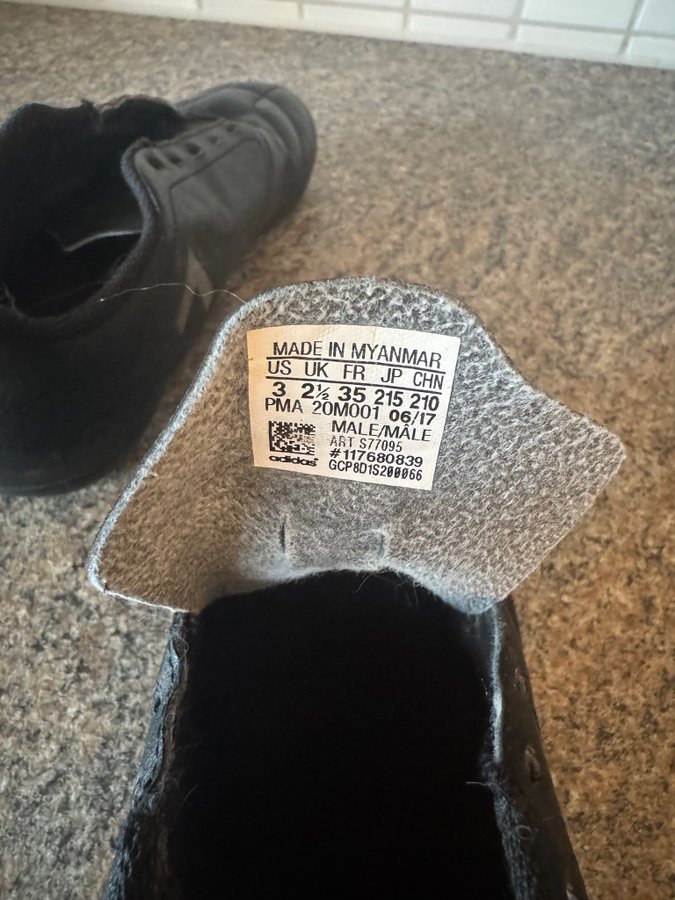 MADE IN MYANMAR
US UK FR JP CHN
3 2½ 35 215 210
PMA 20M001 06/17
MALE/MÂLE
ART S77095
#117680839
adidas GCP8D1S200066